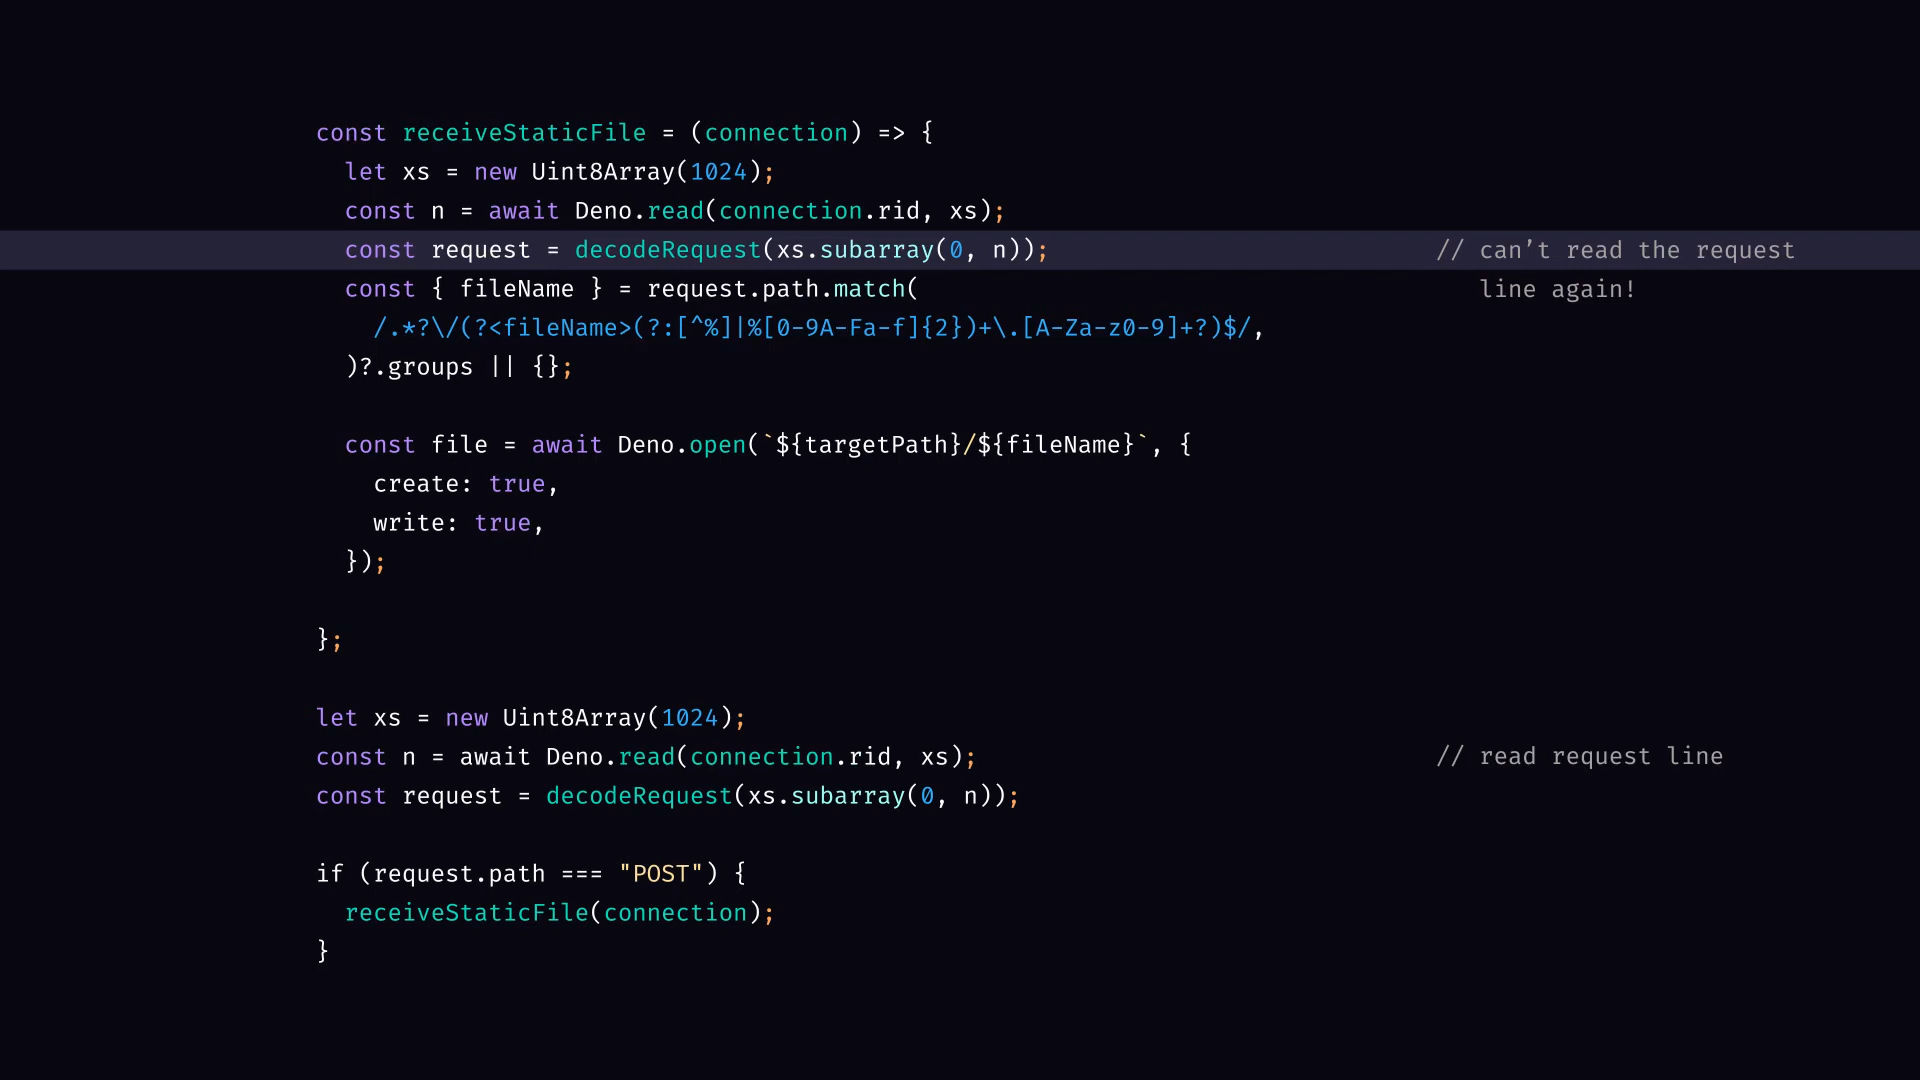 const receiveStaticFile = (connection) => {
  let xs = new Uint8Array(1024);
  const n = await Deno.read(connection.rid, xs);
  const request = decodeRequest(xs.subarray(0, n)); // can’t read the request
  const { fileName } = request.path.match( line again!
    /.*?\/(?<fileName>(?:[^%]|%[0-9A-Fa-f]{2})+\.[A-Za-z0-9]+?)$/,
  )?.groups || {};
  const file = await Deno.open(`${targetPath}/${fileName}`, {
    create: true,
    write: true,
  });
};
let xs = new Uint8Array(1024);
const n = await Deno.read(connection.rid, xs); // read request line
const request = decodeRequest(xs.subarray(0, n));
if (request.path === "POST") {
  receiveStaticFile(connection);
}